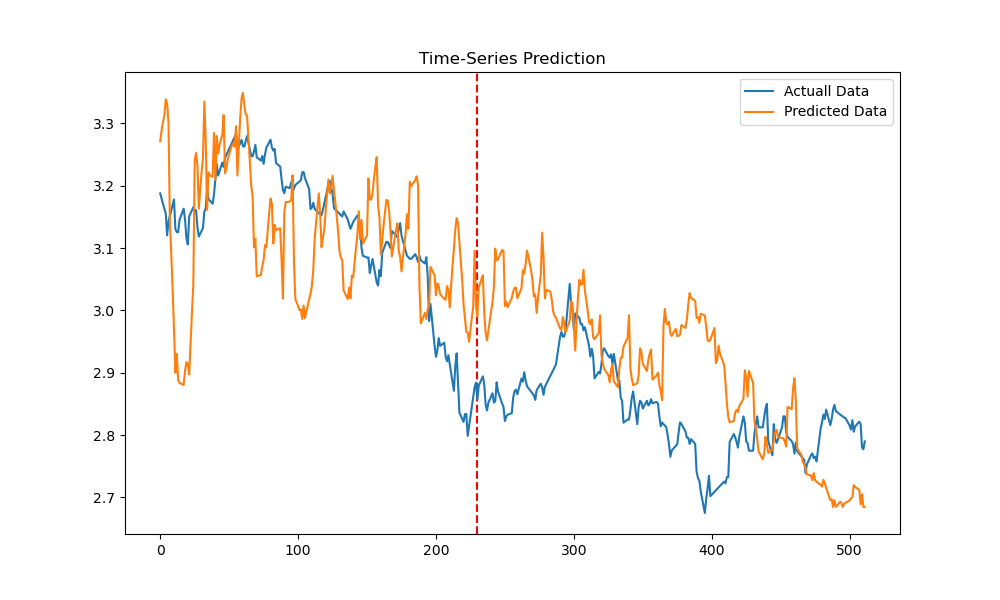 Time-Series Prediction
Actuall Data
Predicted Data
3.3
3.2
3.1
3.0
2.9
2.8
2.7
0 100 200 300 400 500